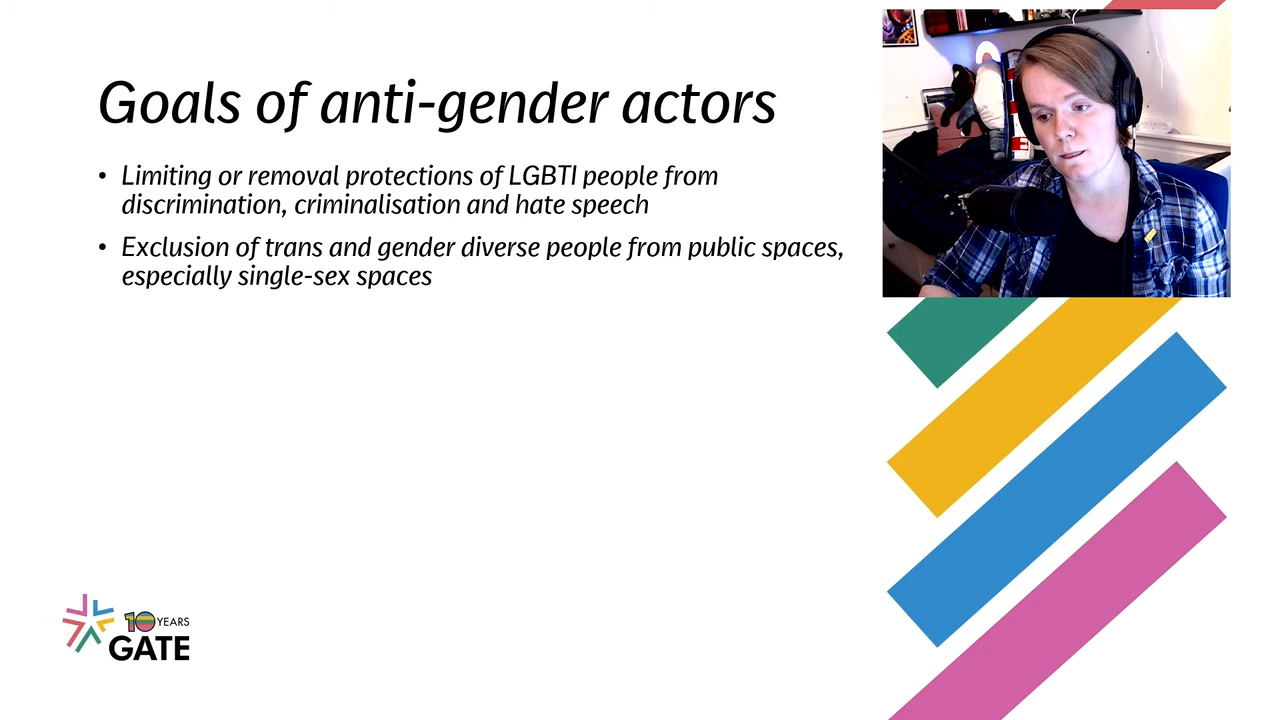 Goals of anti-gender actors
• Limiting or removal protections of LGBTI people from
discrimination, criminalisation and hate speech
• Exclusion of trans and gender diverse people from public spaces,
especially single-sex spaces
10 YEARS
GATE